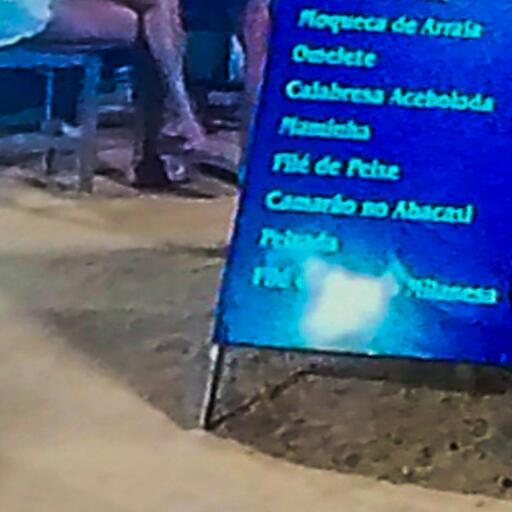 Moqueca de Arraia
Omelete
Calabresa Acebolada
Maminha
Filé de Peixe
Camarão no Abacaxi
Peixada
Filé Milanesa